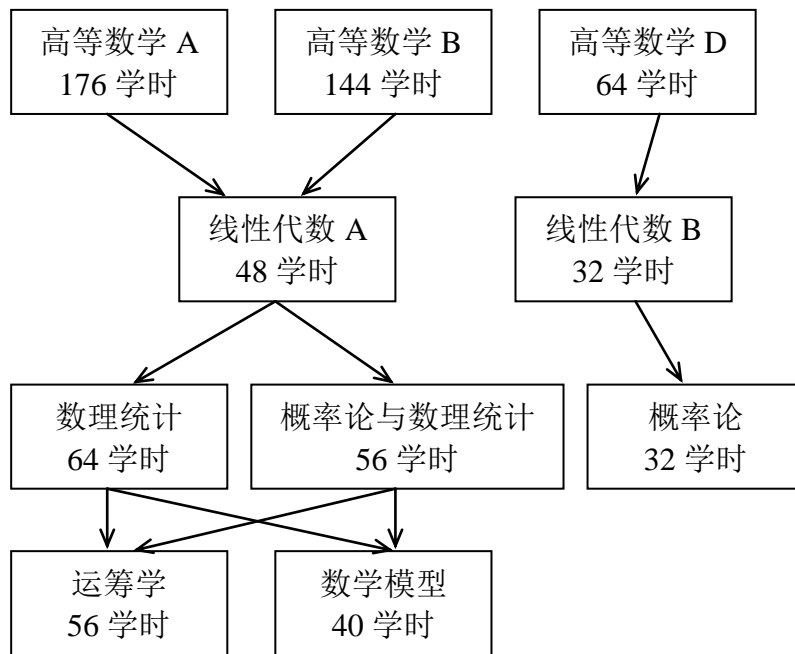 高等数学 A
176 学时
高等数学 B
144 学时
高等数学 D
64 学时
线性代数 A
48 学时
线性代数 B
32 学时
数理统计
64 学时
概率论与数理统计
56 学时
概率论
32 学时
运筹学
56 学时
数学模型
40 学时